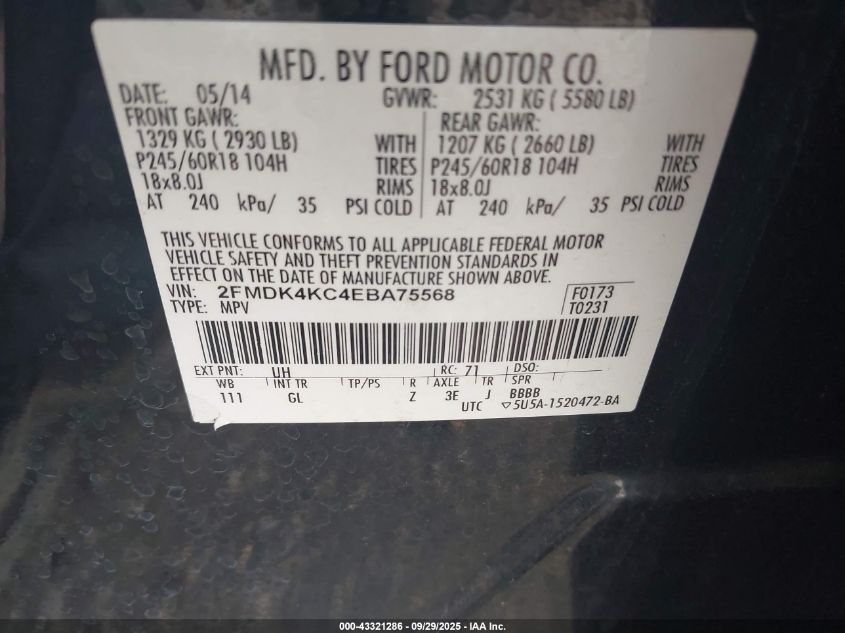 MFD. BY FORD MOTOR CO.
DATE: 05/14 GVWR: 2531 KG ( 5580 LB)
FRONT GAWR: REAR GAWR:
1329 KG ( 2930 LB) WITH 1207 KG ( 2660 LB) WITH
P245/60R18 104H TIRES P245/60R18 104H TIRES
18x8.0J RIMS 18x8.0J RIMS
AT 240 kPa/ 35 PSI COLD AT 240 kPa/ 35 PSI COLD
THIS VEHICLE CONFORMS TO ALL APPLICABLE FEDERAL MOTOR
VEHICLE SAFETY AND THEFT PREVENTION STANDARDS IN
EFFECT ON THE DATE OF MANUFACTURE SHOWN ABOVE.
VIN: 2FMDK4KC4EBA75568 F0173
TYPE: MPV T0231
EXT PNT: UH RC: 71 DSO:
WB INT TR TP/PS R AXLE TR SPR
111 GL Z 3E J BBBB
UTC ▽5U5A-1520472-BA
000-43321286 - 09/29/2025 - IAA Inc.